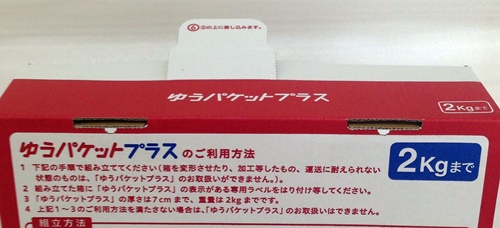 ⑥ ⑤の上に差し込みます。
ゆうパケットプラス
2Kgまで
ゆうパケットプラスのご利用方法
2Kgまで
1 下記の手順で組み立ててください(箱を変形させたり、加工等したもの、運送に耐えられない
状態のものは、「ゆうパケットプラス」のお取扱いができません。)。
2 組み立てた箱に「ゆうパケットプラス」の表示がある専用ラベルをはり付け等してください。
3 「ゆうパケットプラス」の厚さは7cmまで、重量は2kgまでです。
4 上記1~3のご利用方法を満たさない場合は、「ゆうパケットプラス」のお取扱いはできません。
組立方法